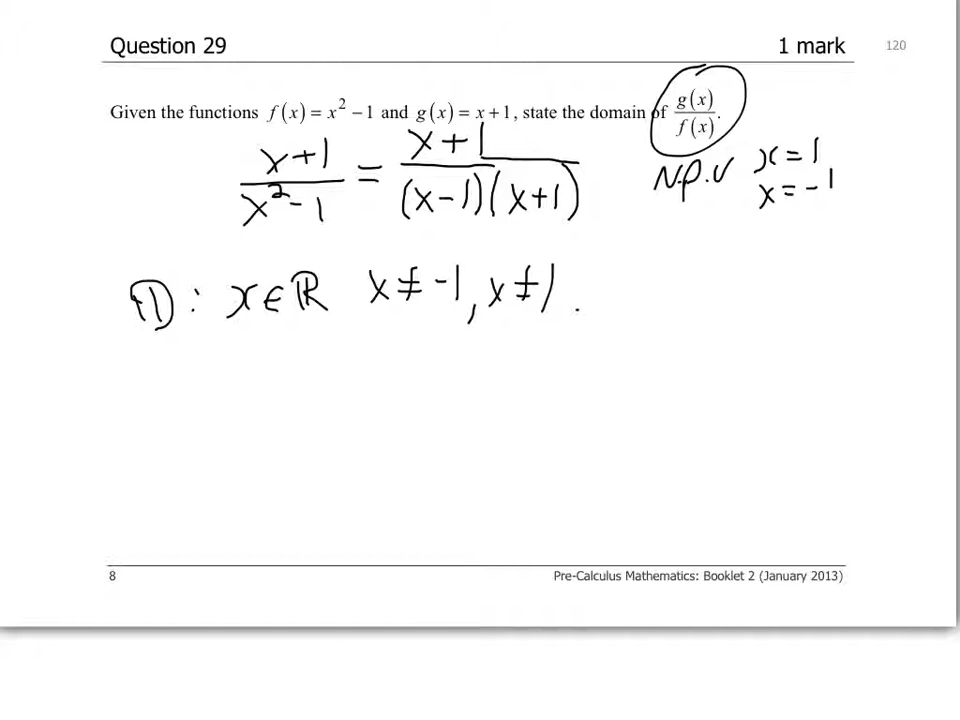 Question 29 1 mark 120
Given the functions f(x) = x² − 1 and g(x) = x + 1, state the domain of g(x)/f(x).
x+1/x²-1 = x+1/(x-1)(x+1) N.P.V x=1
x=-1
D: x∈ℝ x≠-1, x≠1.
8 Pre-Calculus Mathematics: Booklet 2 (January 2013)